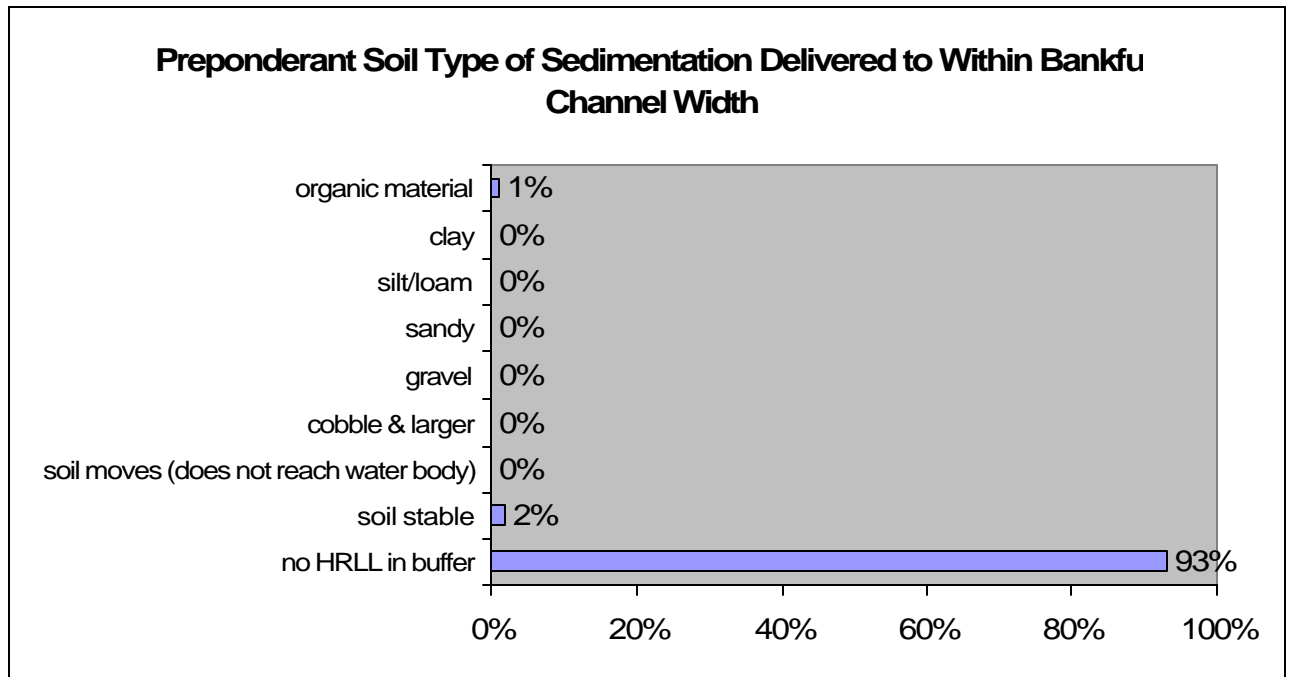 Preponderant Soil Type of Sedimentation Delivered to Within Bankfu
Channel Width
organic material 1%
clay 0%
silt/loam 0%
sandy 0%
gravel 0%
cobble & larger 0%
soil moves (does not reach water body) 0%
soil stable 2%
no HRLL in buffer 93%
0% 20% 40% 60% 80% 100%